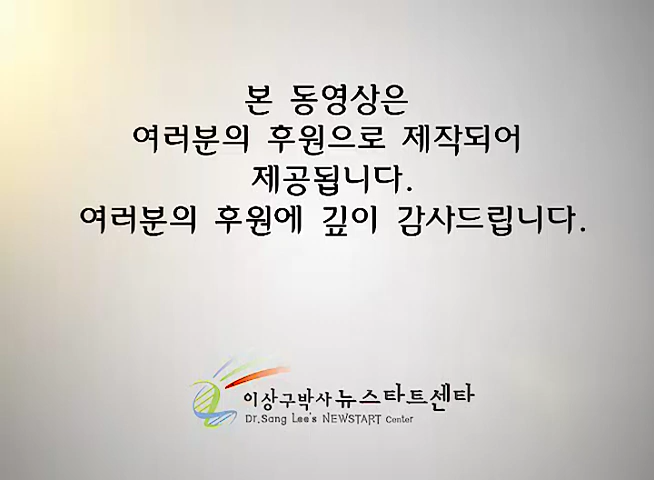 본 동영상은
여러분의 후원으로 제작되어
제공됩니다.
여러분의 후원에 깊이 감사드립니다.
이상구박사 뉴스타트센타
Dr.Sang Lee's NEWSTART Center